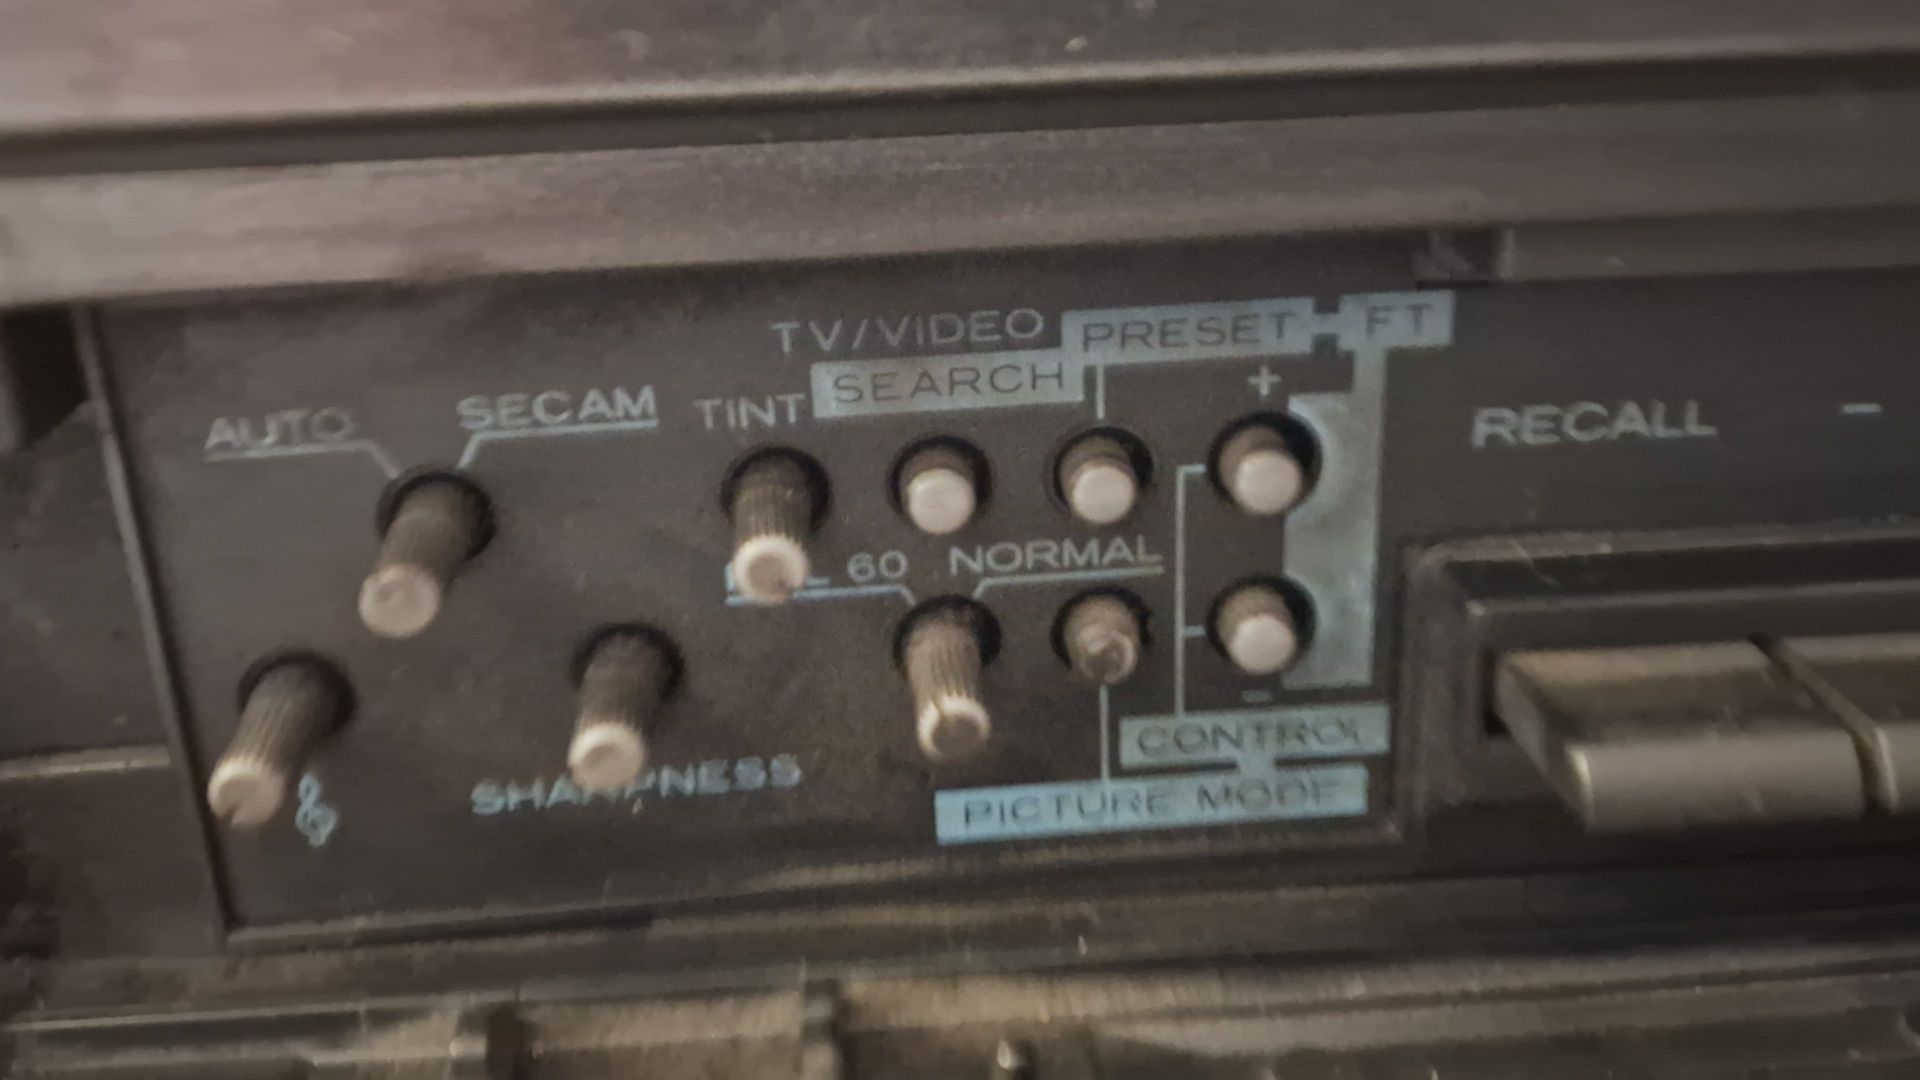 TV/VIDEO PRESET FT
AUTO SECAM TINT SEARCH +
RECALL -
60 NORMAL
-
CONTROL
SHARPNESS
PICTURE MODE